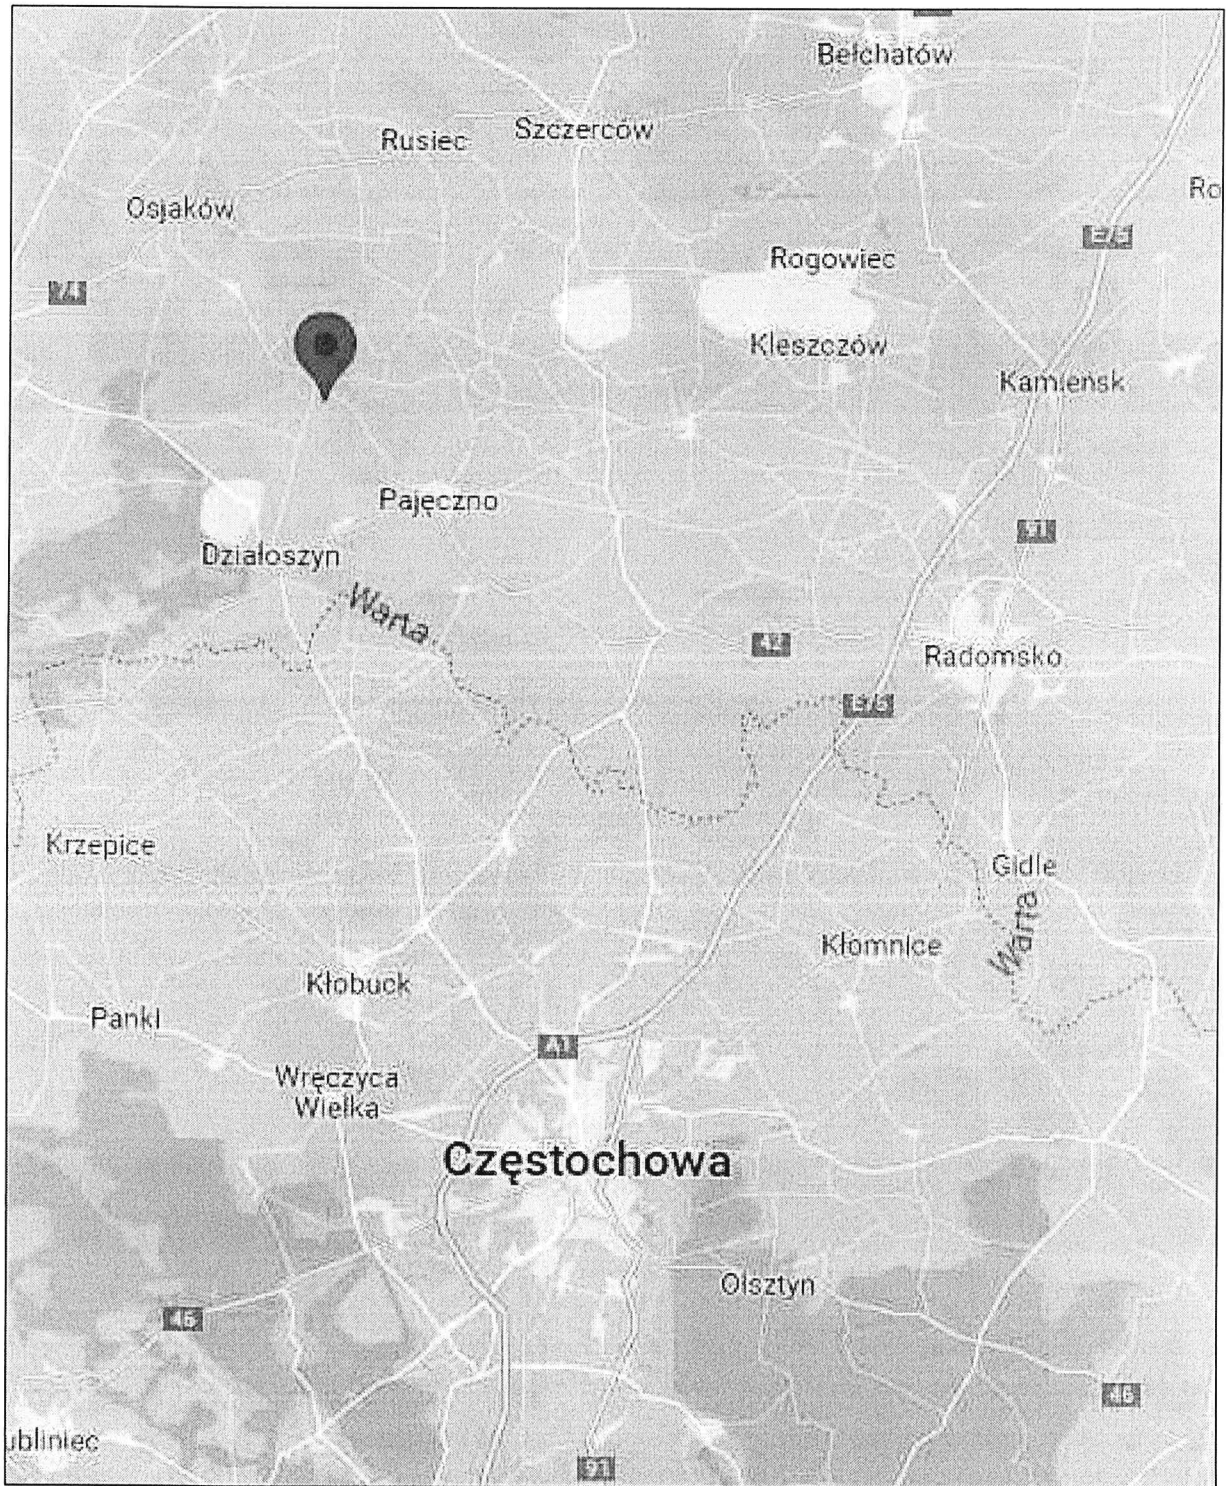 Bełchatów
Szczerców
Rusiec
Ro
Osjaków
E75
Rogowiec
74
Kleszczów
Kamieńsk
Pajęczno
91
Działoszyn
Warta
42
Radomsko
E75
Krzepice
Gidle
Warta
Kłomnice
Kłobuck
Panki
A1
Wręczyca
Wielka
Częstochowa
Olsztyn
46
46
ubliniec
91